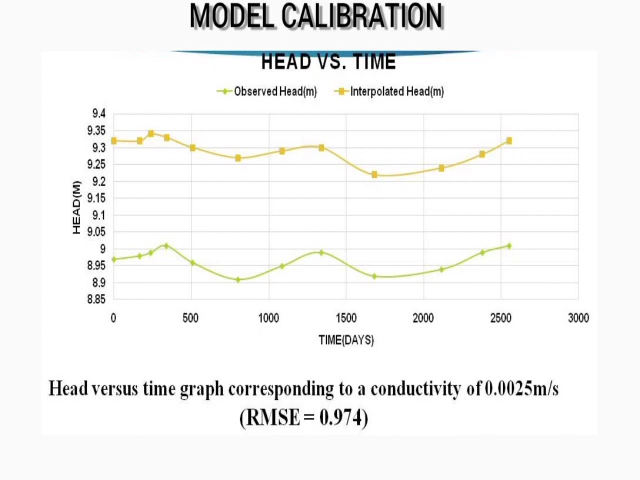 MODEL CALIBRATION
HEAD VS. TIME
Observed Head(m) Interpolated Head(m)
9.4
9.35
9.3
9.25
9.2
9.15
9.1
9.05
9
8.95
8.9
8.85
HEAD(M)
0 500 1000 1500 2000 2500 3000
TIME(DAYS)
Head versus time graph corresponding to a conductivity of 0.0025m/s
(RMSE = 0.974)